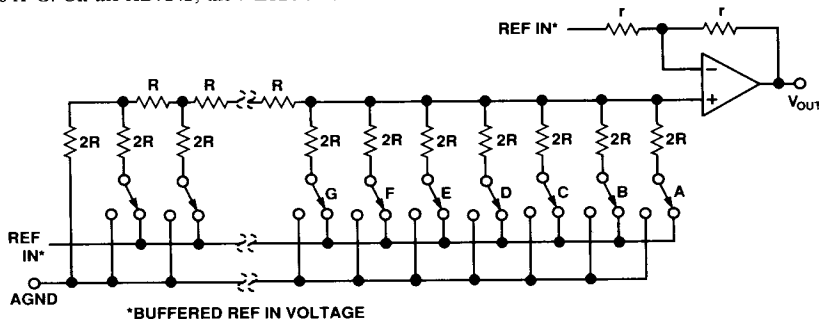 r r
REF IN*
R R R
− +
V_OUT
2R 2R 2R 2R 2R 2R 2R 2R 2R 2R
G F E D C B A
REF
IN*
AGND
*BUFFERED REF IN VOLTAGE